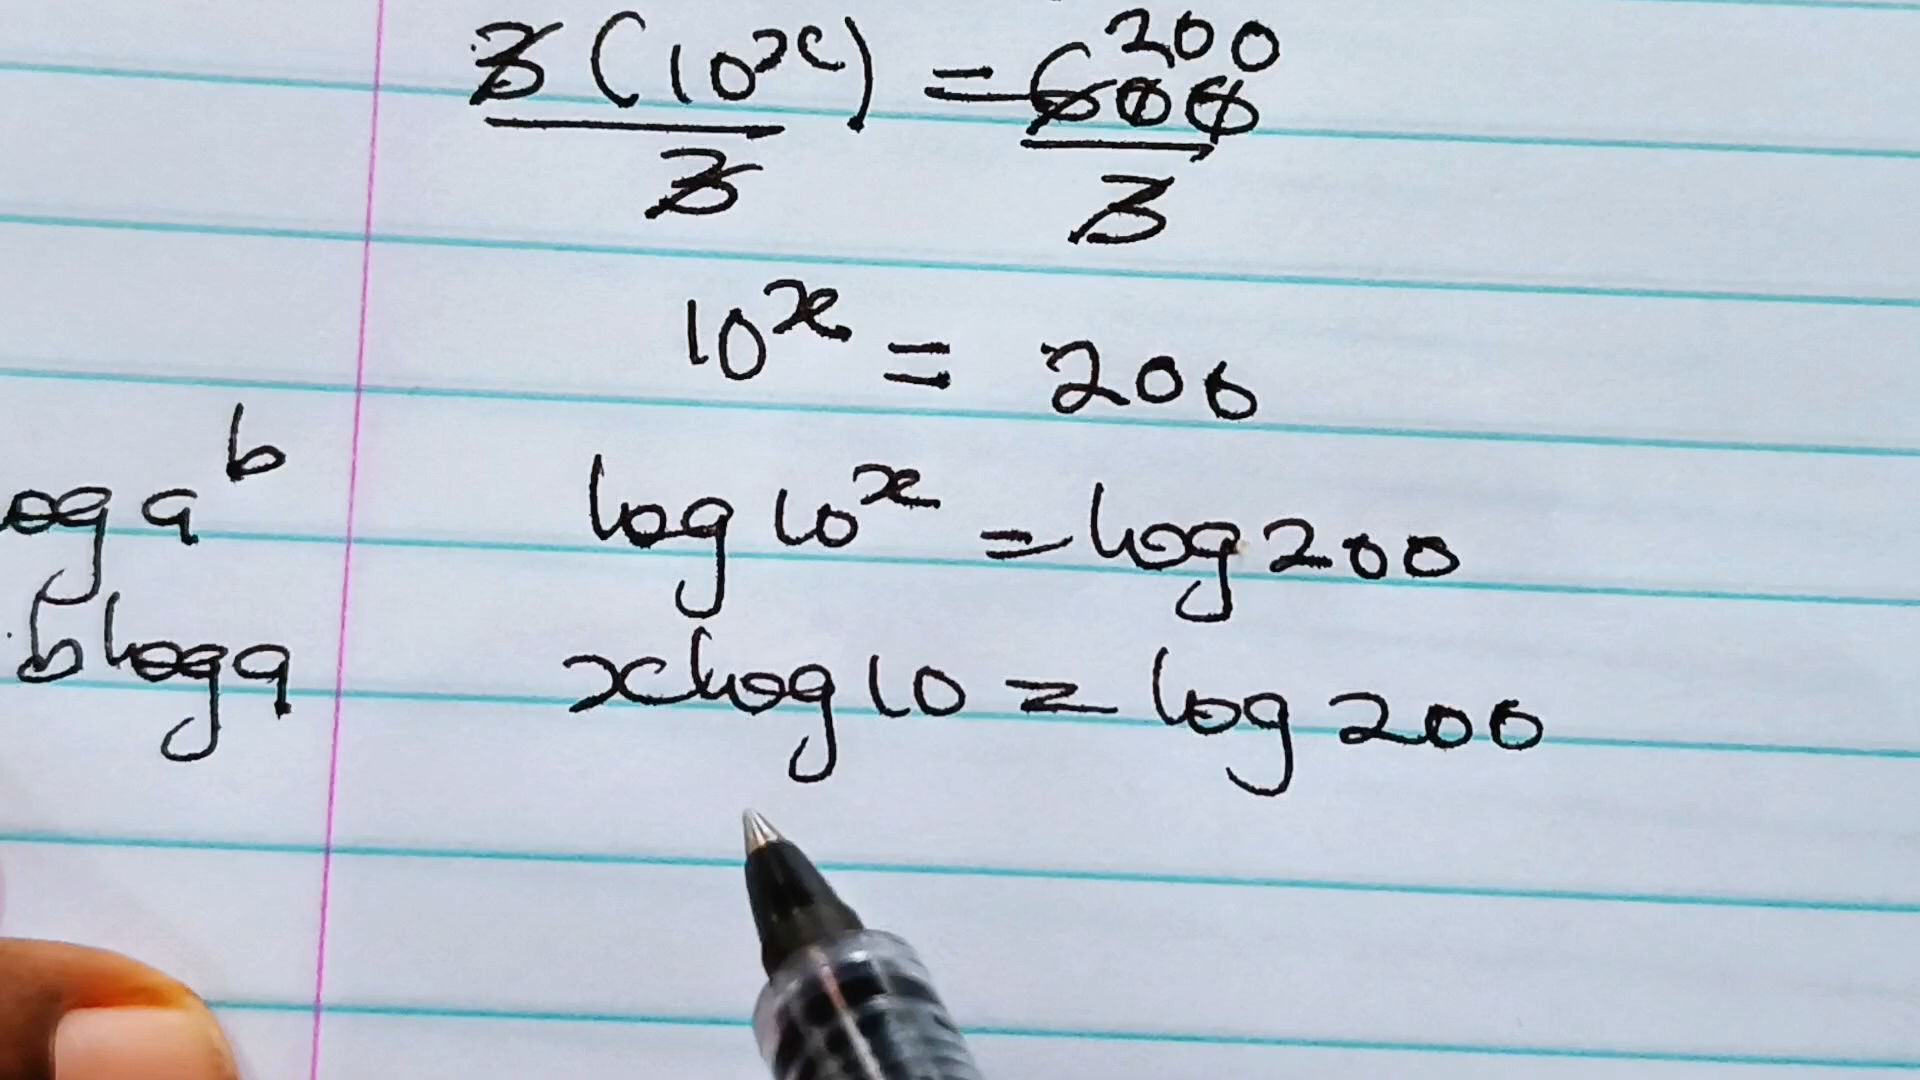 200
3(10^x) = 600
3 3
10^x = 200
log a^b
log 10^x = log 200
b log a
x log 10 = log 200